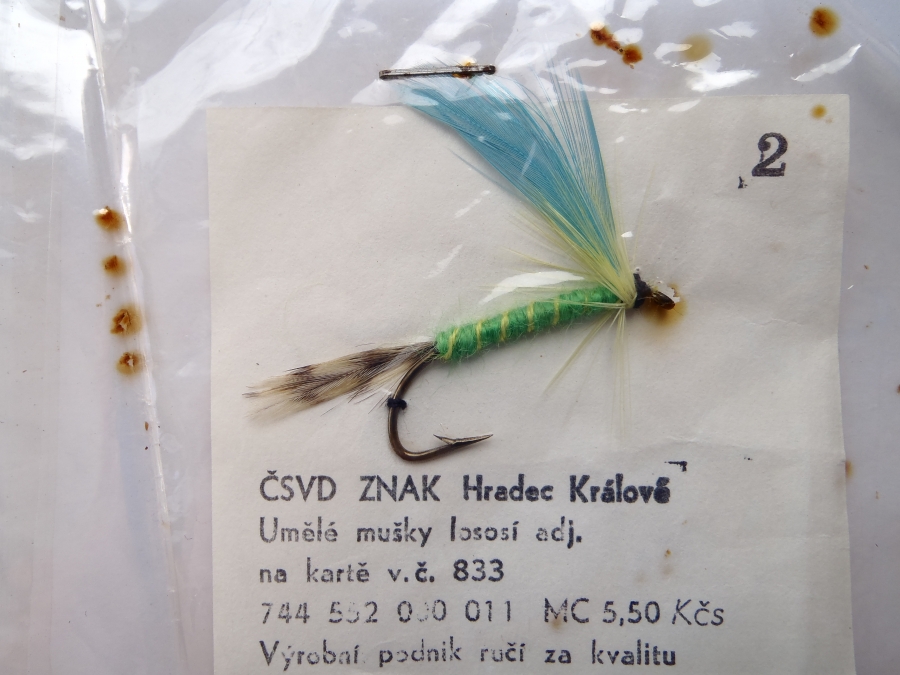 2
ČSVD ZNAK Hradec Králové
Umělé mušky lososí adj.
na kartě v.č. 833
744 552 000 011 MC 5,50 Kčs
Výrobní podnik ručí za kvalitu